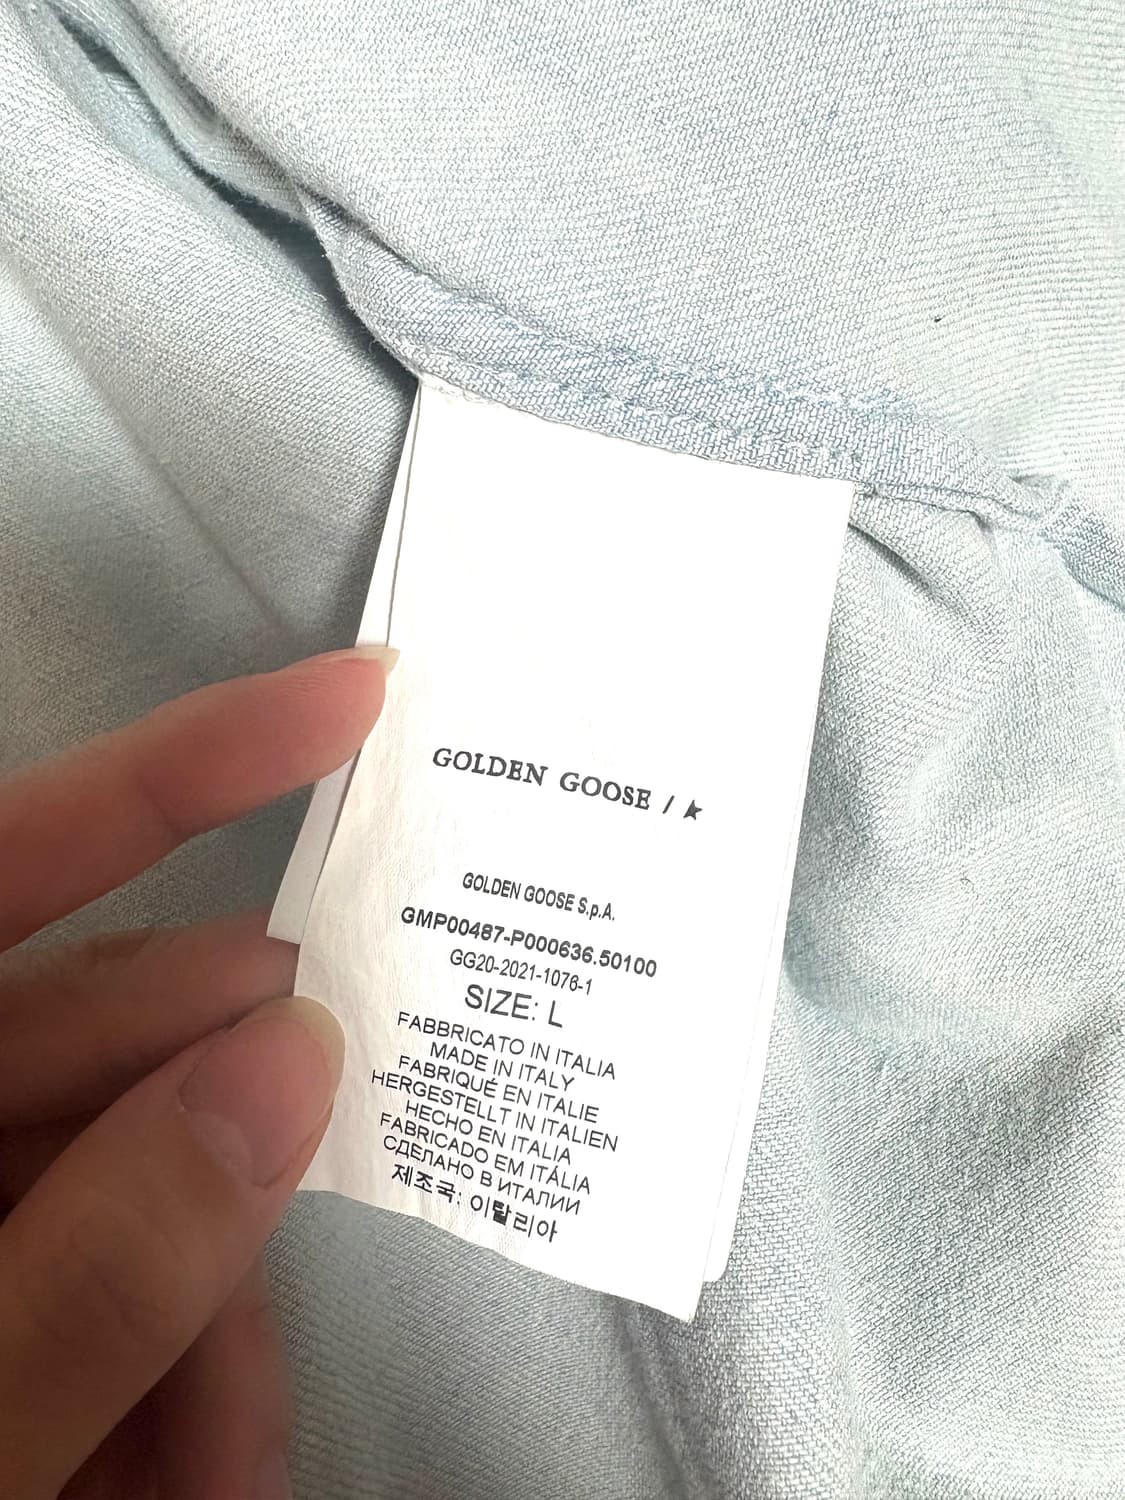 GOLDEN GOOSE /
GOLDEN GOOSE S.p.A.
GMP00487-P000636.50100
GG20-2021-1076-1
SIZE: L
FABBRICATO IN ITALIA
MADE IN ITALY
FABRIQUÉ EN ITALIE
HERGESTELLT IN ITALIEN
HECHO EN ITALIA
FABRICADO EM ITÁLIA
СДЕЛАНО В ИТАЛИИ
제조국: 이탈리아